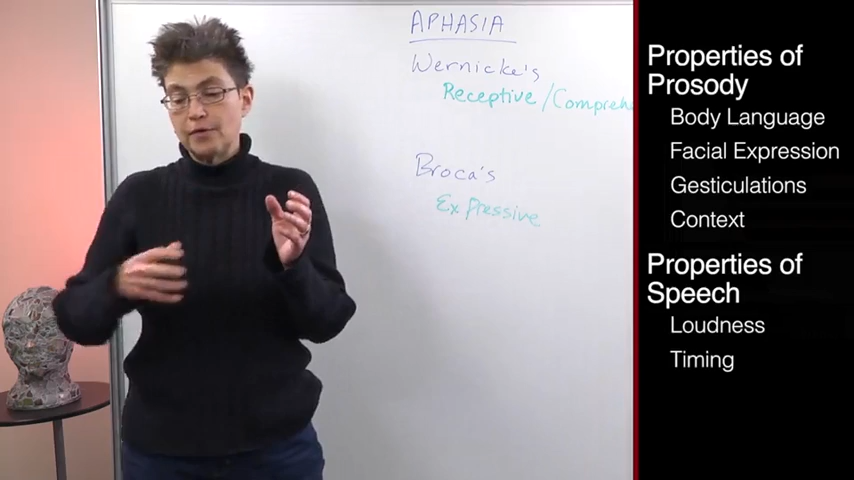 APHASIA
Wernicke's
Receptive/Comprehe
Broca's
Expressive
Properties of
Prosody
Body Language
Facial Expression
Gesticulations
Context
Properties of
Speech
Loudness
Timing